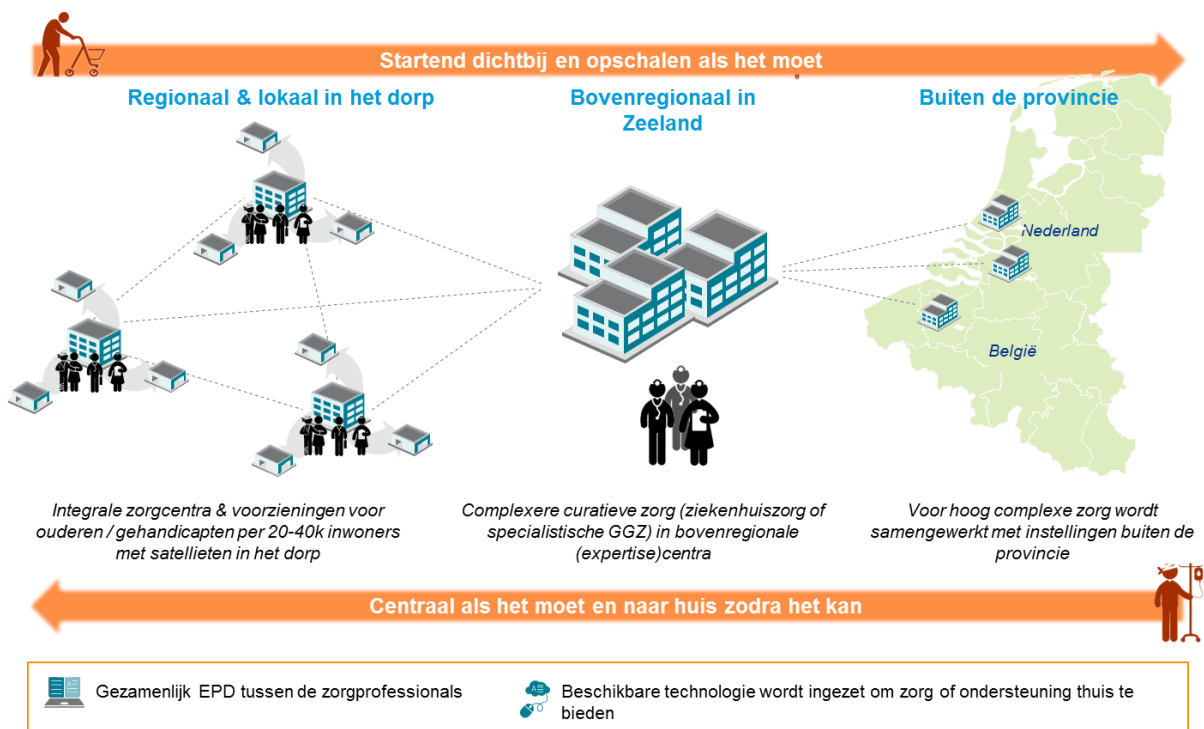 Startend dichtbij en opschalen als het moet
Regionaal & lokaal in het dorp
Bovenregionaal in
Zeeland
Buiten de provincie
Nederland
België
Integrale zorgcentra & voorzieningen voor
ouderen / gehandicapten per 20-40k inwoners
met satellieten in het dorp
Complexere curatieve zorg (ziekenhuiszorg of
specialistische GGZ) in bovenregionale
(expertise)centra
Voor hoog complexe zorg wordt
samengewerkt met instellingen buiten de
provincie
Centraal als het moet en naar huis zodra het kan
Gezamenlijk EPD tussen de zorgprofessionals
Beschikbare technologie wordt ingezet om zorg of ondersteuning thuis te
bieden